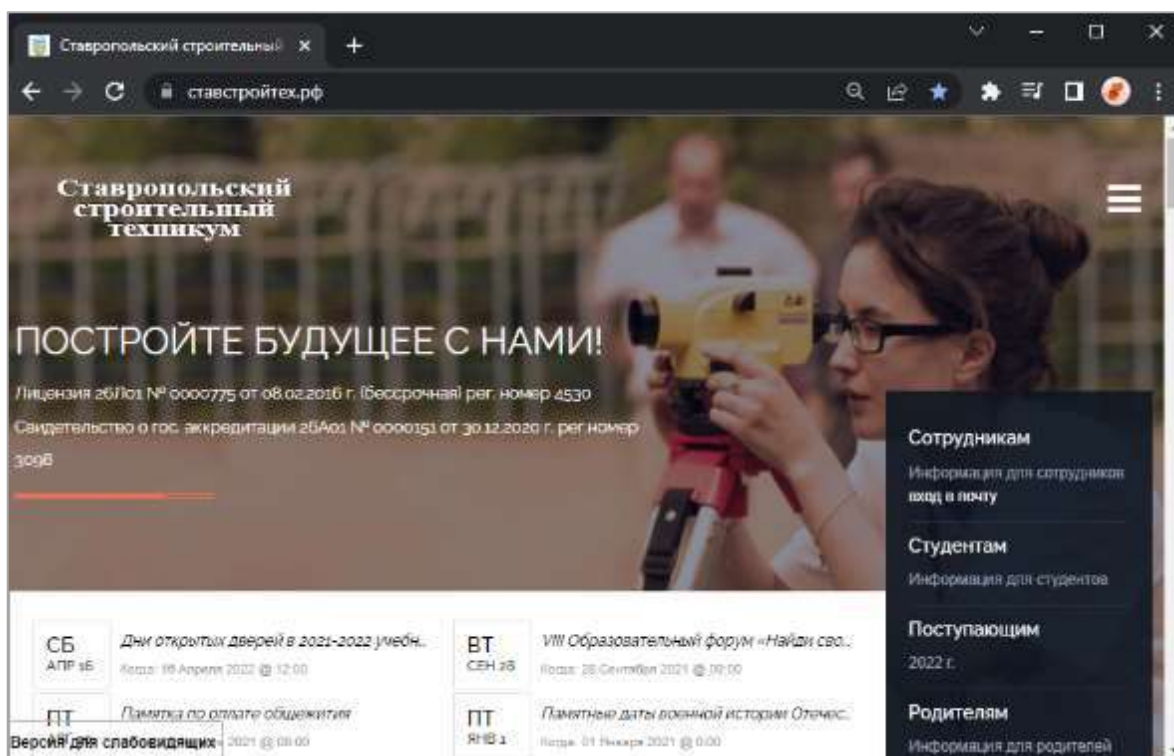 Ставропольский строительный
ставстройтех.рф
Ставропольский
строительный
техникум
ПОСТРОЙТЕ БУДУЩЕЕ С НАМИ!
Лицензия 26Л01 № 0000775 от 08.02.2016 г. (бессрочная) рег. номер 4530
Свидетельство о гос. аккредитации 26А01 № 0000151 от 30.12.2020 г. рег номер
3098
Сотрудникам
Информация для сотрудников
вход в почту
Студентам
Информация для студентов
Поступающим
2022 г.
Родителям
Информация для родителей
СБ
АПР 16
Дни открытых дверей в 2021-2022 учебн...
Когда: 16 Апреля 2022 @ 12:00
ВТ
СЕН 28
VIII Образовательный форум «Найди сво...
Когда: 28 Сентября 2021 @ 09:00
ПТ
Памятка по оплате общежития
2021 @ 08:00
ПТ
ЯНВ 1
Памятные даты военной истории Отечес...
Когда: 01 Января 2021 @ 0:00
Версия для слабовидящих